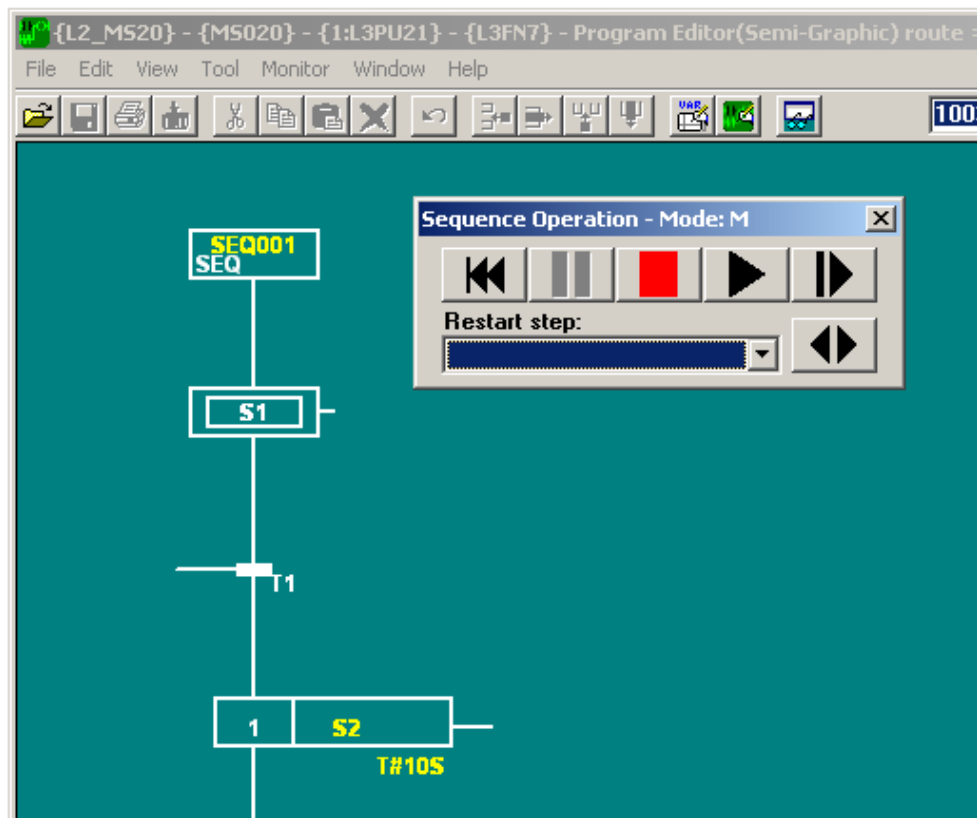 {L2_MS20} - {MS020} - {1:L3PU21} - {L3FN7} - Program Editor(Semi-Graphic) route =
File Edit View Tool Monitor Window Help
VAR
100
Sequence Operation - Mode: M
SEQ001
SEQ
Restart step:
S1
T1
1 S2
T#10S